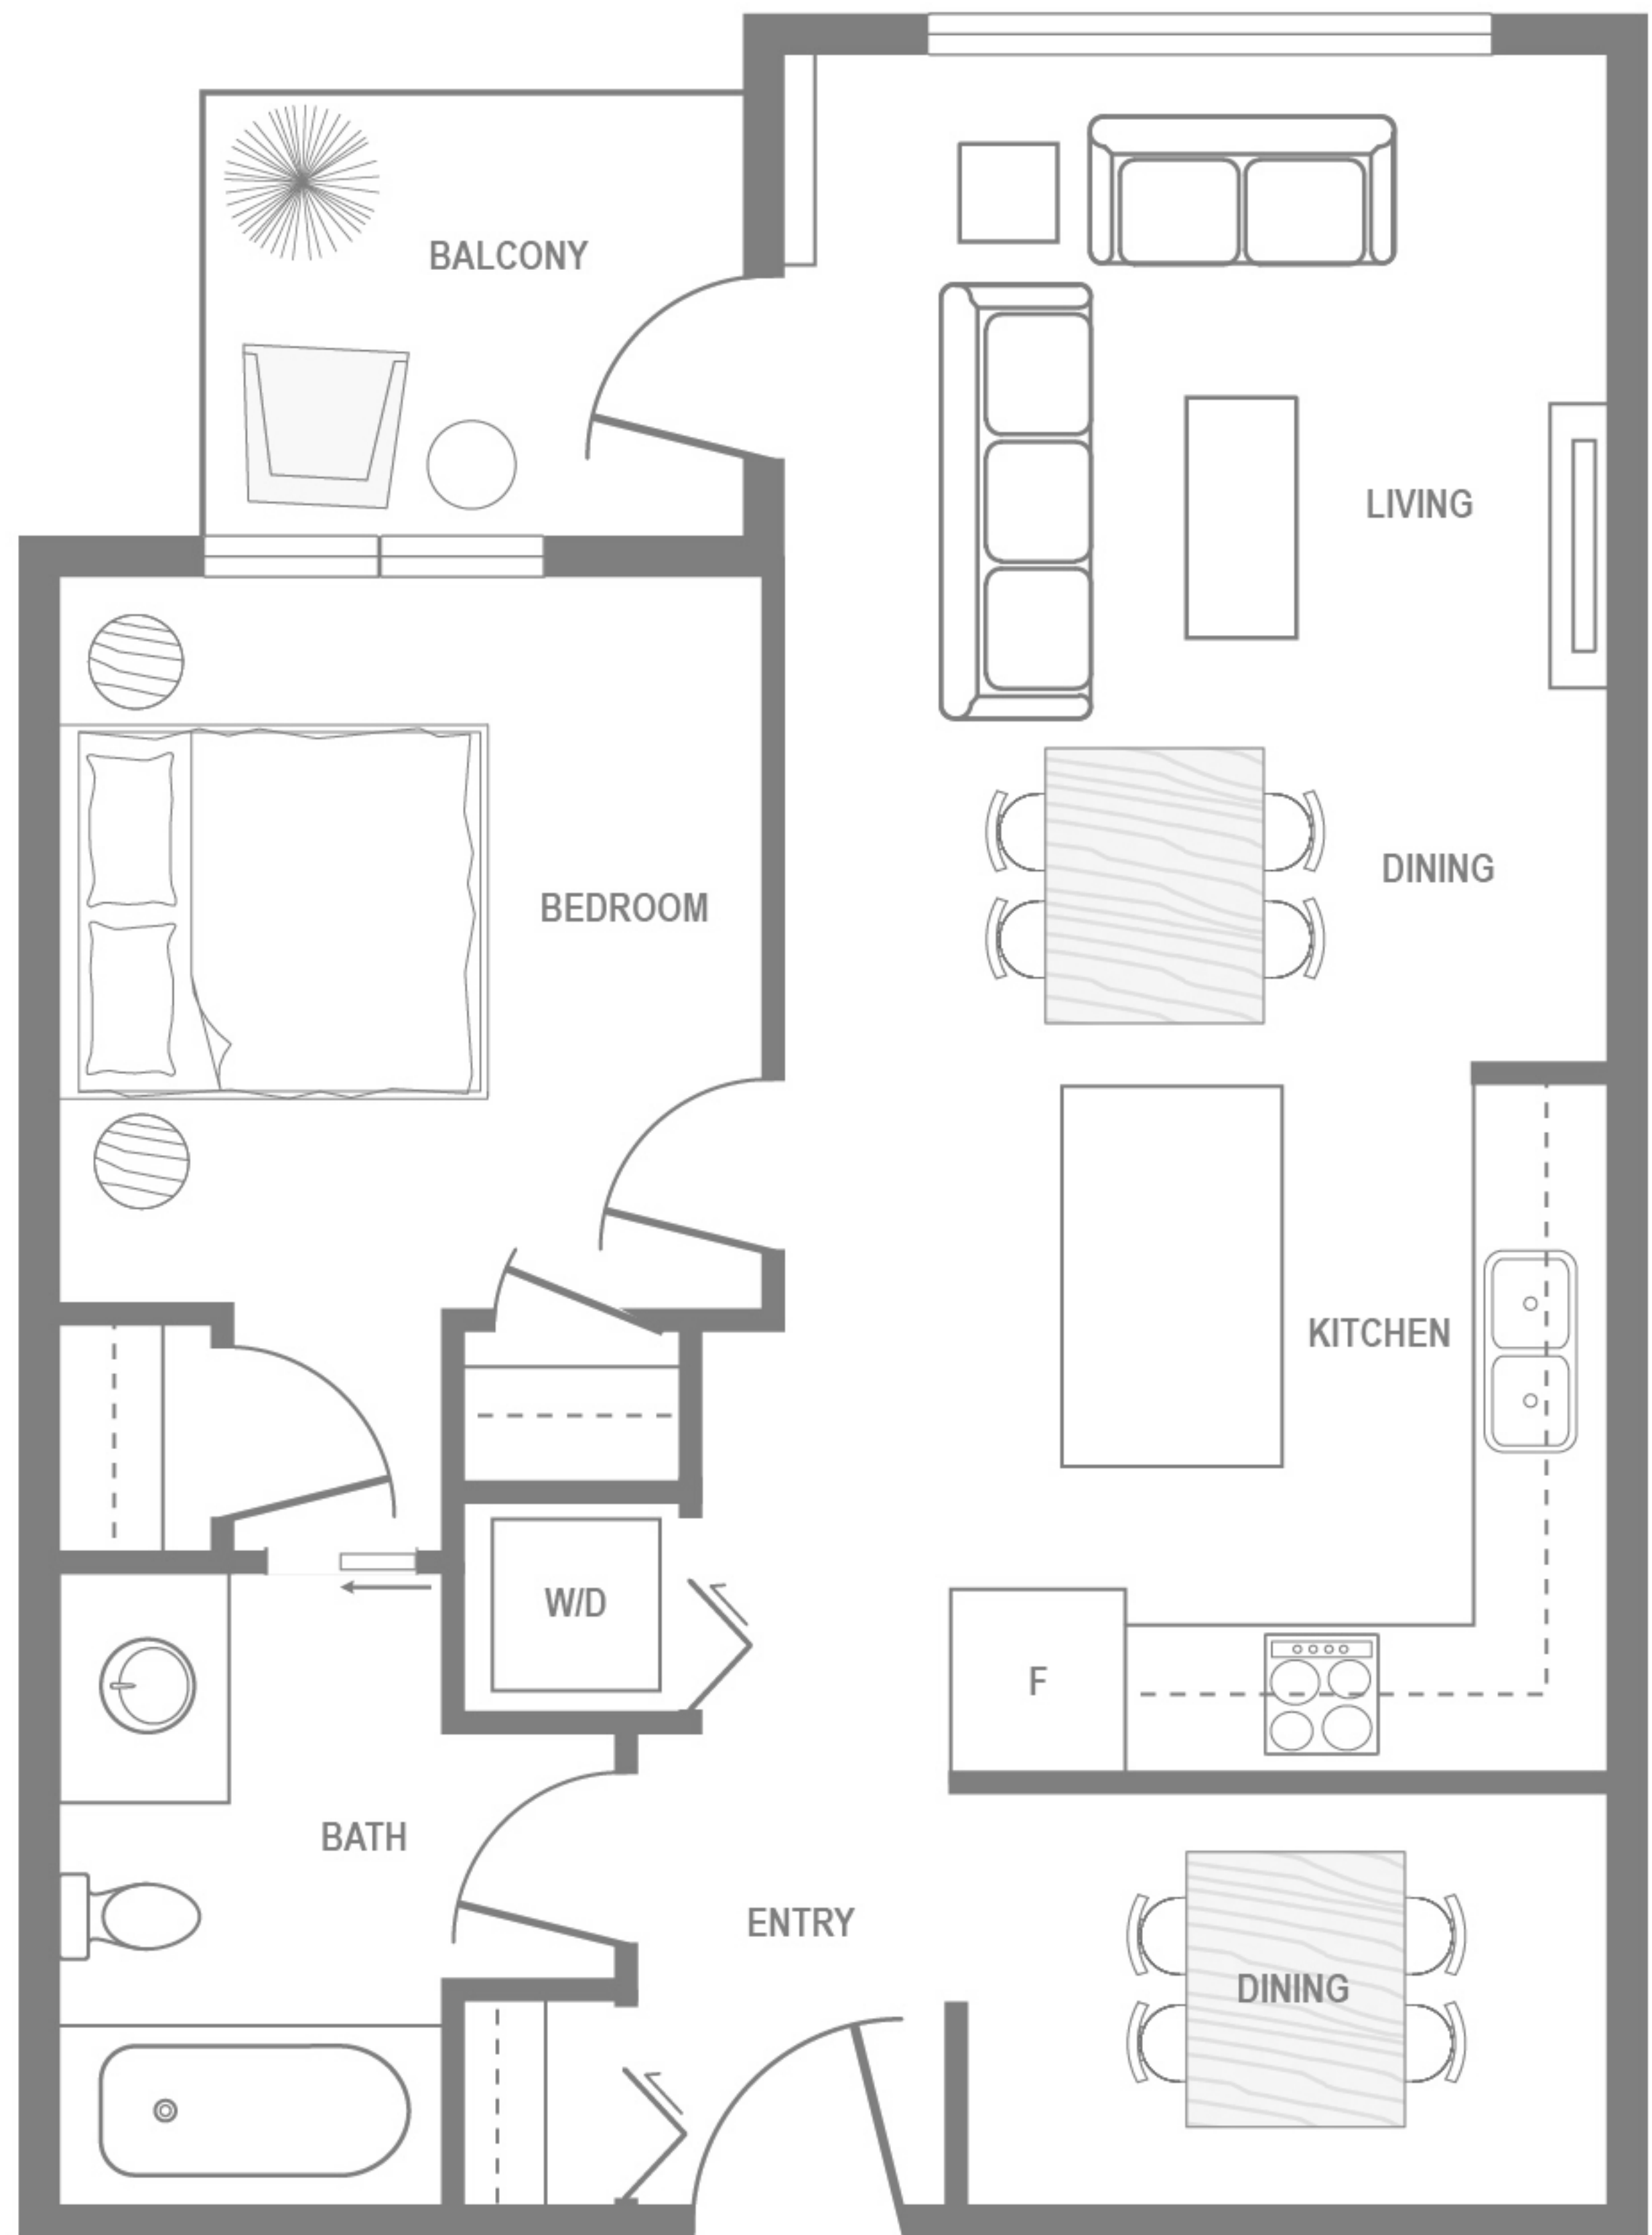 BALCONY
LIVING
DINING
BEDROOM
KITCHEN
W/D
F
BATH
ENTRY
DINING